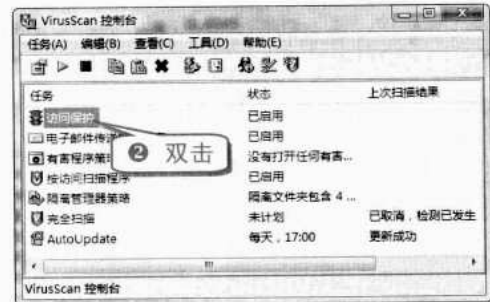 VirusScan 控制台
任务(A) 编辑(B) 查看(C) 工具(D) 帮助(E)
任务 状态 上次扫描结果
访问保护 已启用
电子邮件传 已启用
有害程序策 没有打开任何有害...
❷ 双击
按访问扫描程序 已启用
隔离管理器策略 隔离文件夹包含 4 ...
完全扫描 未计划 已取消，检测已发生
AutoUpdate 每天，17:00 更新成功
VirusScan 控制台